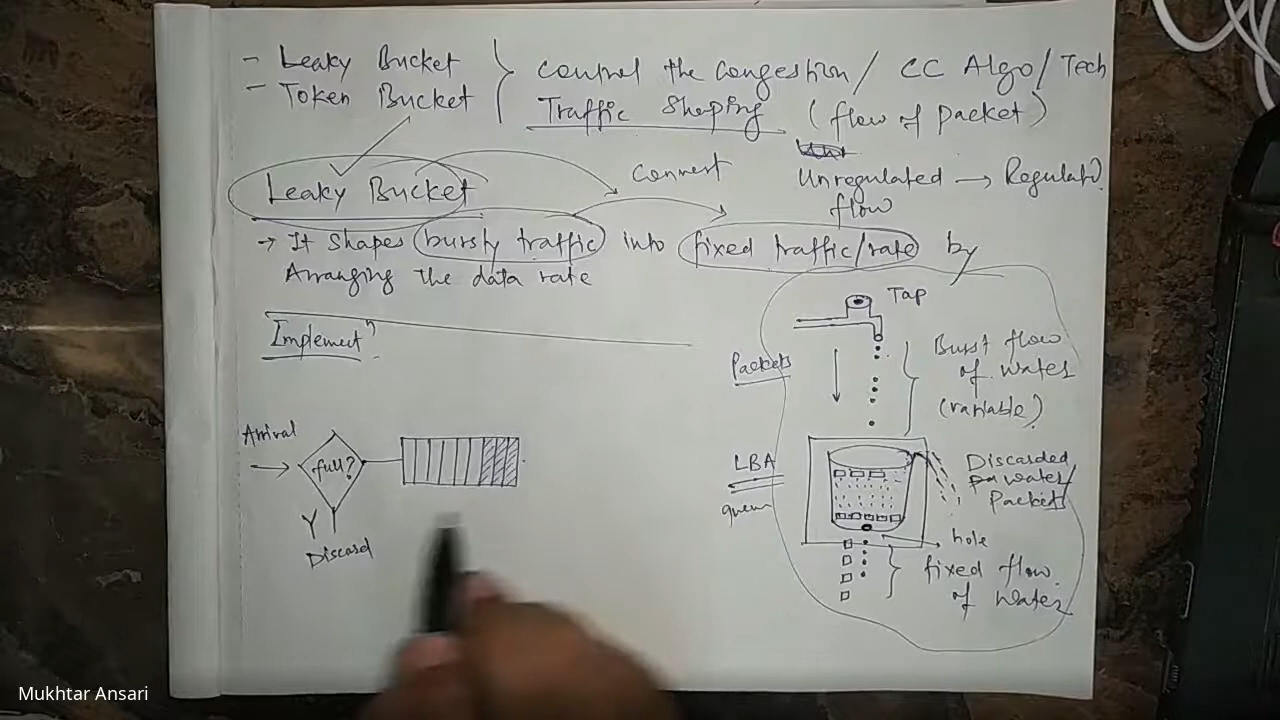 - Leaky Bucket
- Token Bucket
control the congestion / CC Algo / Tech
Traffic Shaping (flow of packet)
Unregulated → Regulatd
flow
Leaky Bucket
Convert
→ It shapes bursty traffic into fixed traffic/rate by
Arranging the data rate
Implementn
Arrival
full?
Y
Discard
Tap
Packets
Burst flow
of water
(variable)
LBA
queue
Discarded
water/
Packets
hole
fixed flow
of water
Mukhtar Ansari